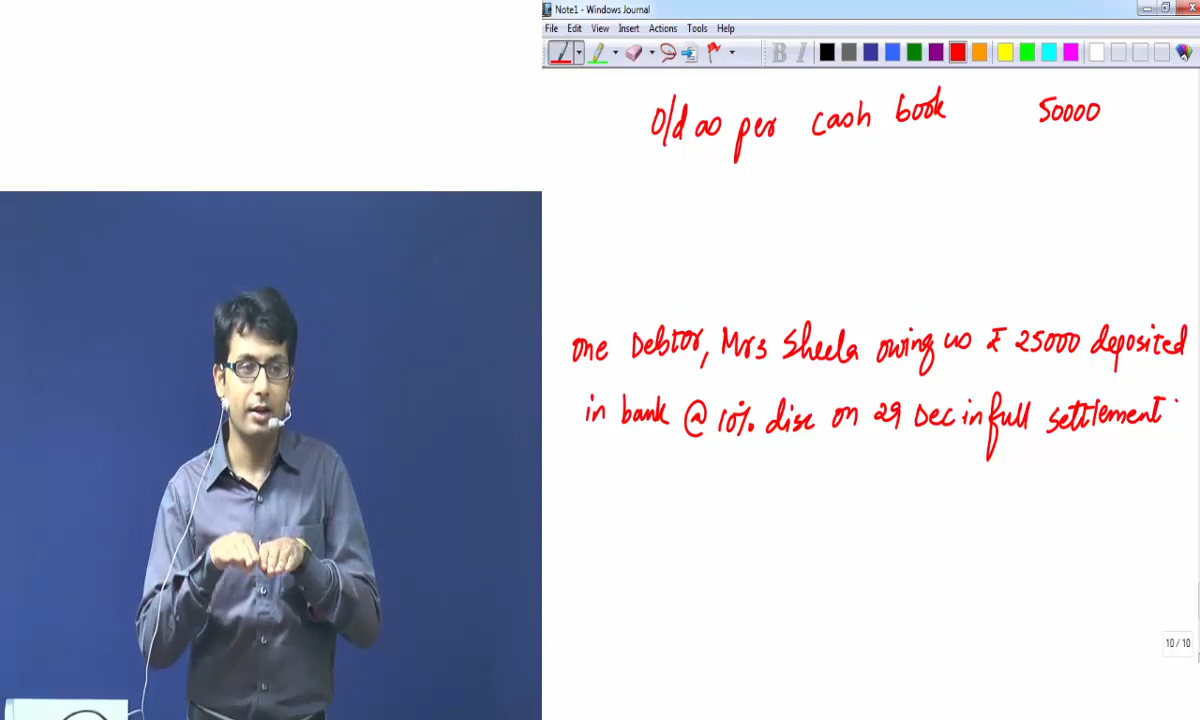 Note1 - Windows Journal
File Edit View Insert Actions Tools Help
B I
O/d as per cash book 50000
One Debtor, Mrs Sheela owing us ₹ 25000 deposited
in bank @ 10% disc on 29 Dec in full settlement
10 / 10